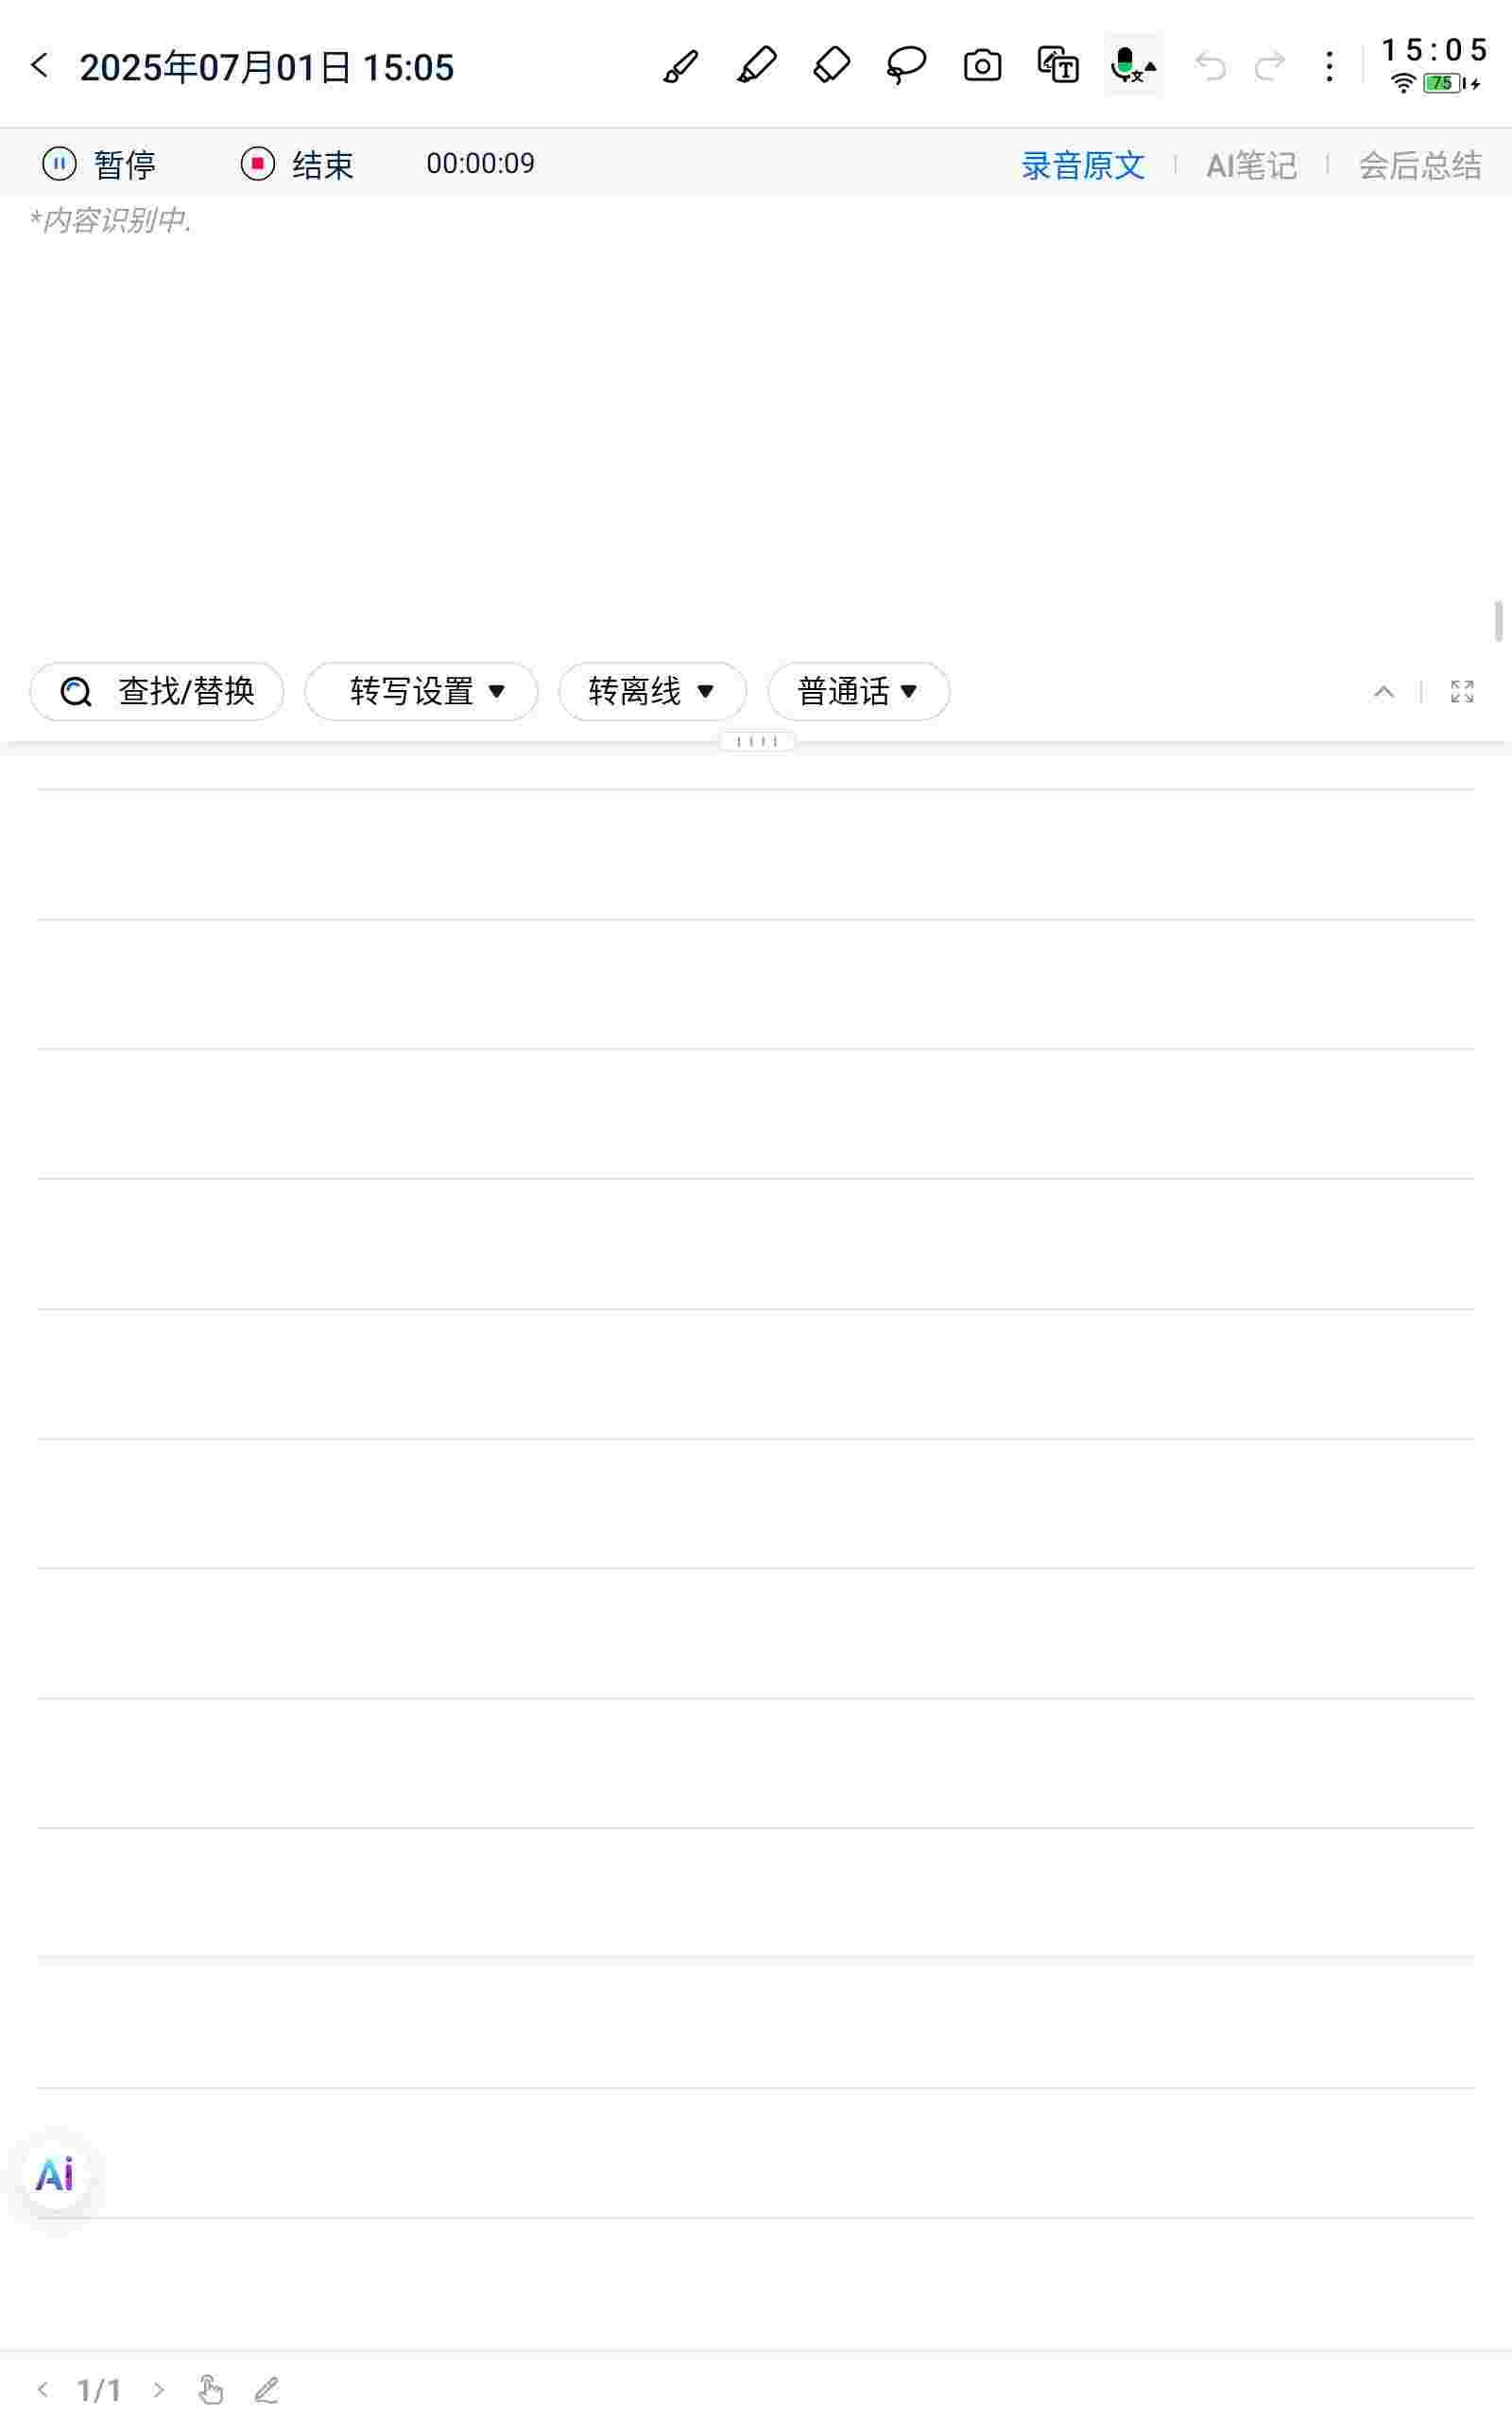 2025年07月01日 15:05
15:05
75
暂停 结束 00:00:09 录音原文 AI笔记 会后总结
*内容识别中.
查找/替换 转写设置 转离线 普通话
Ai
1/1